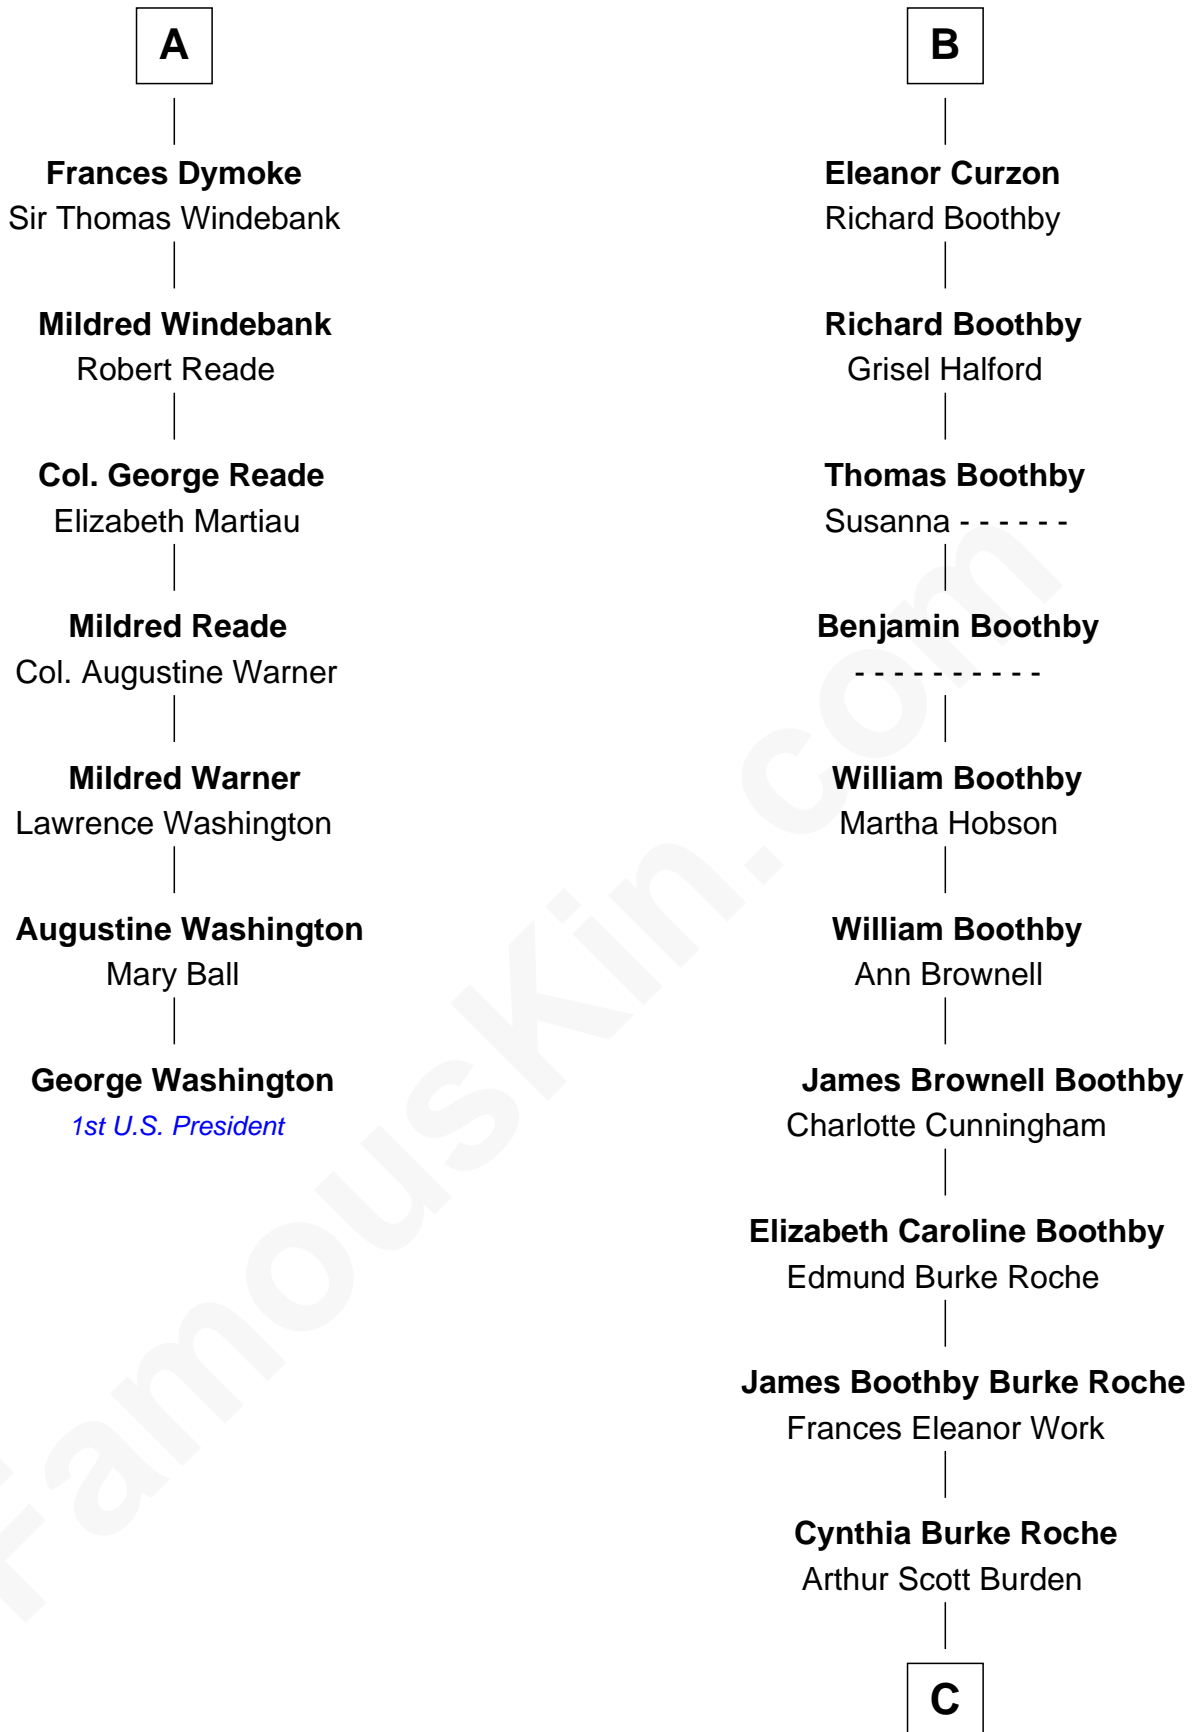 A
Frances Dymoke
Sir Thomas Windebank
Mildred Windebank
Robert Reade
Col. George Reade
Elizabeth Martiau
Mildred Reade
Col. Augustine Warner
Mildred Warner
Lawrence Washington
Augustine Washington
Mary Ball
George Washington
1st U.S. President
B
Eleanor Curzon
Richard Boothby
Richard Boothby
Grisel Halford
Thomas Boothby
Susanna - - - - - -
Benjamin Boothby
- - - - - - - - - -
William Boothby
Martha Hobson
William Boothby
Ann Brownell
James Brownell Boothby
Charlotte Cunningham
Elizabeth Caroline Boothby
Edmund Burke Roche
James Boothby Burke Roche
Frances Eleanor Work
Cynthia Burke Roche
Arthur Scott Burden
C
FamousKin.com